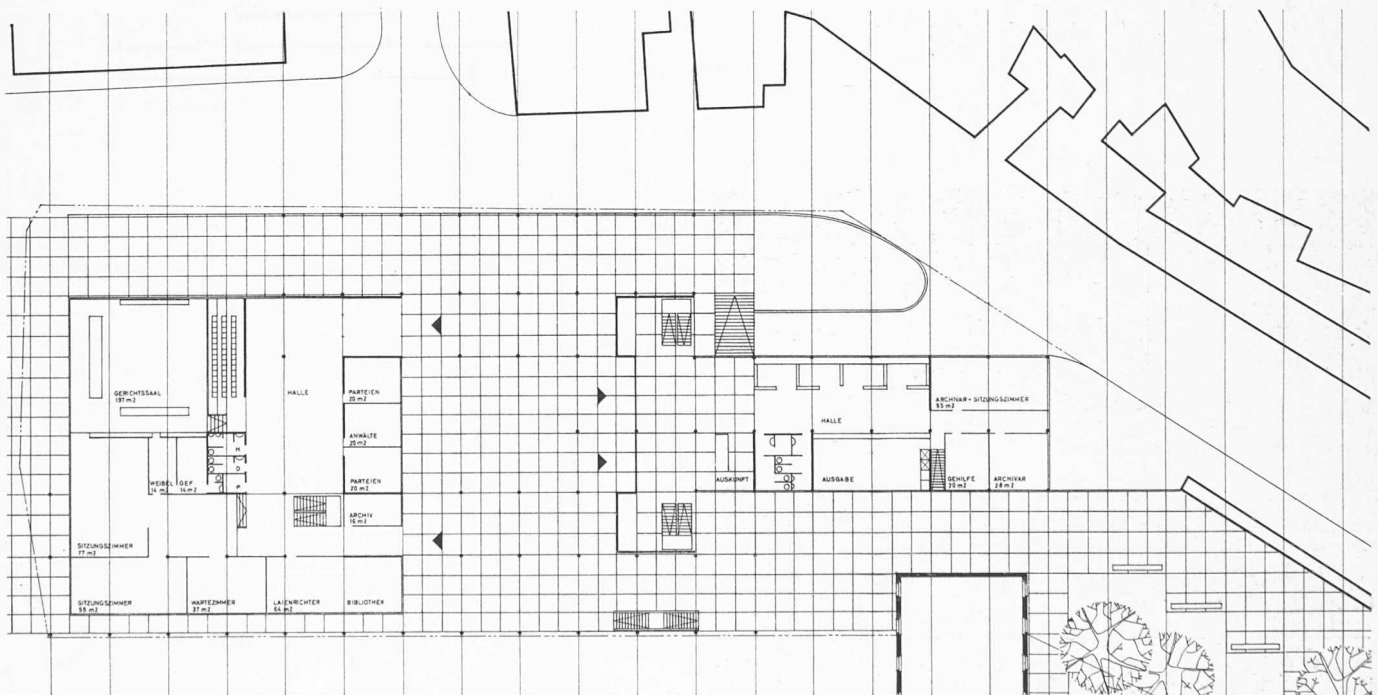 GERICHTSSAAL
197 m2
HALLE
PARTEIEN
20 m2
ANWÄLTE
20 m2
PARTEIEN
20 m2
ARCHIV
16 m2
H
D
P
WEIBEL
14 m2
DEF
14 m2
SITZUNGSZIMMER
77 m2
SITZUNGSZIMMER
55 m2
WARTEZIMMER
37 m2
LAIENRICHTER
64 m2
BIBLIOTHEK
HALLE
ARCHIVAR + SITZUNGSZIMMER
55 m2
AUSKUNFT
AUSGABE
GEHILFE
20 m2
ARCHIVAR
28 m2